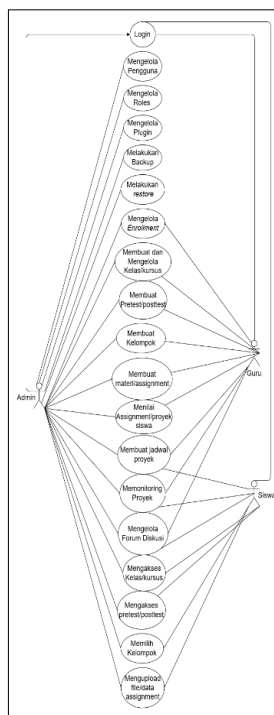 Login
Mengelola
Pengguna
Mengelola
Roles
Mengelola
Plugin
Melakukan
Backup
Melakukan
restore
Mengelola
Enrollment
Membuat dan
Mengelola
Kelas/kursus
Membuat
Pretest/posttest
Membuat
Kelompok
Membuat
materi/assignment
Menilai
Assignment/proyek
siswa
Membuat jadwal
proyek
Memonitoring
Proyek
Mengelola
Forum Diskusi
Mengakses
Kelas/kursus
Mengakses
pretest/posttest
Memilih
Kelompok
Mengupload
file/data
assignment
Admin
Guru
Siswa